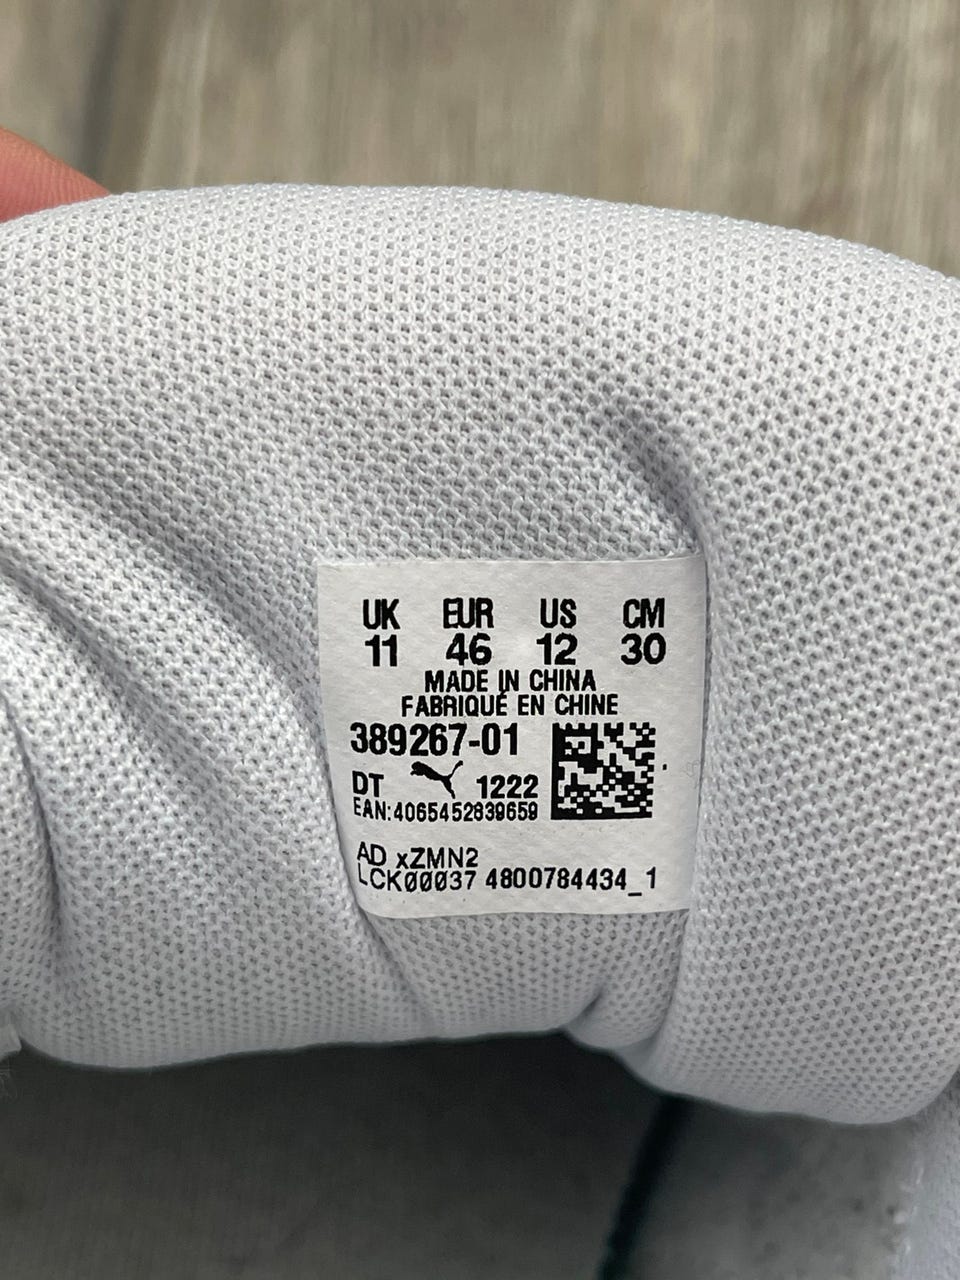 UK EUR US CM
11 46 12 30
MADE IN CHINA
FABRIQUÉ EN CHINE
389267-01
DT 1222
EAN:4065452839659
AD xZMN2
LCK00037 4800784434_1